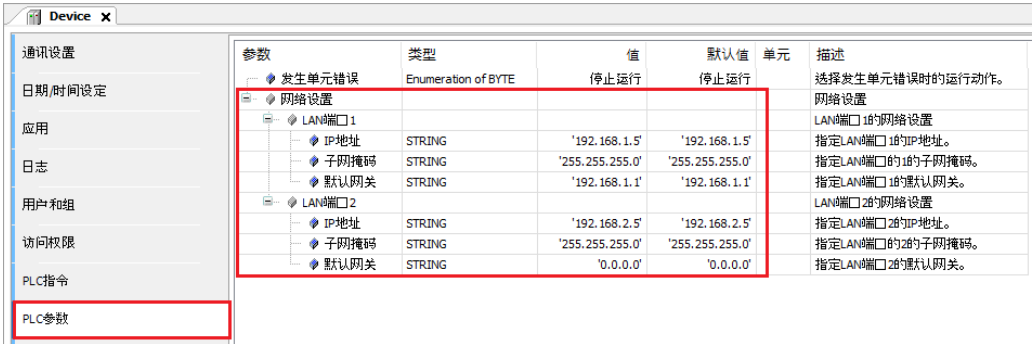 Device X
通讯设置
日期/时间设定
应用
日志
用户和组
访问权限
PLC指令
PLC参数
参数 类型 值 默认值 单元 描述
发生单元错误 Enumeration of BYTE 停止运行 停止运行 选择发生单元错误时的运行动作。
网络设置 网络设置
LAN端口1 LAN端口1的网络设置
IP地址 STRING '192.168.1.5' '192.168.1.5' 指定LAN端口1的IP地址。
子网掩码 STRING '255.255.255.0' '255.255.255.0' 指定LAN端口的1的子网掩码。
默认网关 STRING '192.168.1.1' '192.168.1.1' 指定LAN端口1的默认网关。
LAN端口2 LAN端口2的网络设置
IP地址 STRING '192.168.2.5' '192.168.2.5' 指定LAN端口2的IP地址。
子网掩码 STRING '255.255.255.0' '255.255.255.0' 指定LAN端口的2的子网掩码。
默认网关 STRING '0.0.0.0' '0.0.0.0' 指定LAN端口2的默认网关。